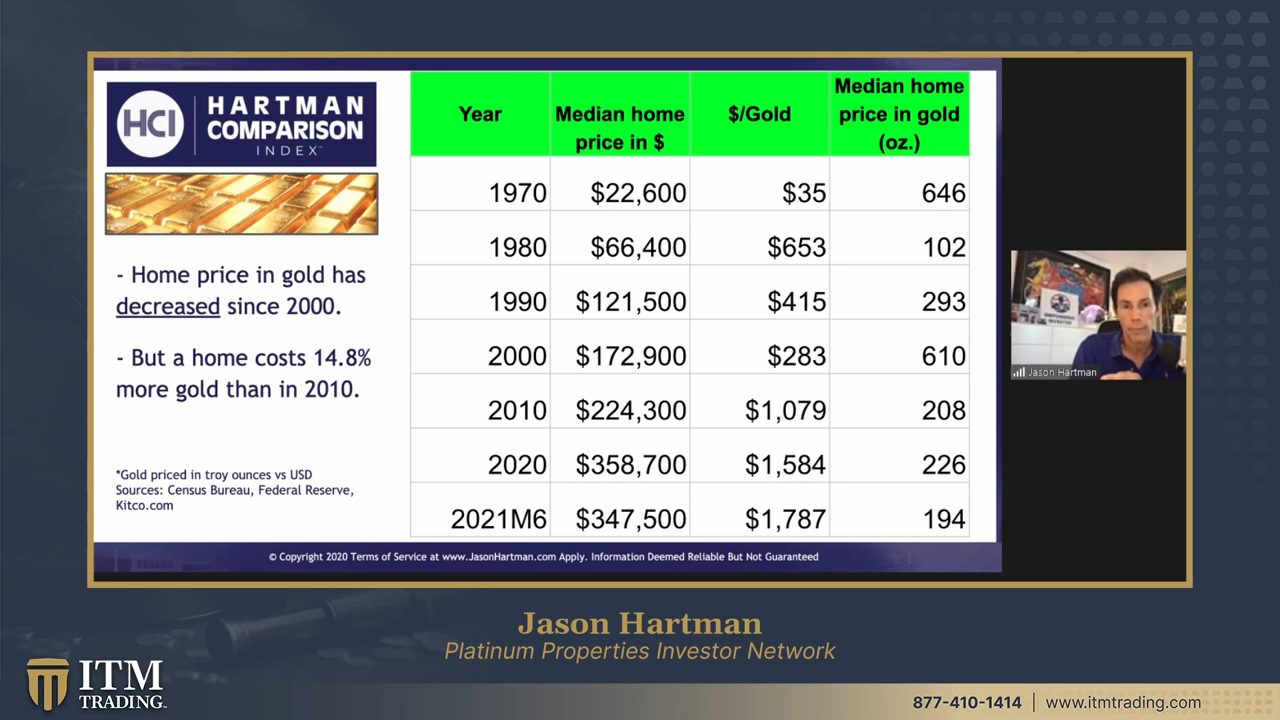 HCI
HARTMAN
COMPARISON
INDEX™
- Home price in gold has
decreased since 2000.
- But a home costs 14.8%
more gold than in 2010.
*Gold priced in troy ounces vs USD
Sources: Census Bureau, Federal Reserve,
Kitco.com
Year Median home price in $ $/Gold Median home price in gold (oz.)
1970 $22,600 $35 646
1980 $66,400 $653 102
1990 $121,500 $415 293
2000 $172,900 $283 610
2010 $224,300 $1,079 208
2020 $358,700 $1,584 226
2021M6 $347,500 $1,787 194
© Copyright 2020 Terms of Service at www.JasonHartman.com Apply. Information Deemed Reliable But Not Guaranteed
EMPOWERED
INVESTOR
Jason Hartman
Jason Hartman
Platinum Properties Investor Network
ITM
TRADING
877-410-1414 | www.itmtrading.com